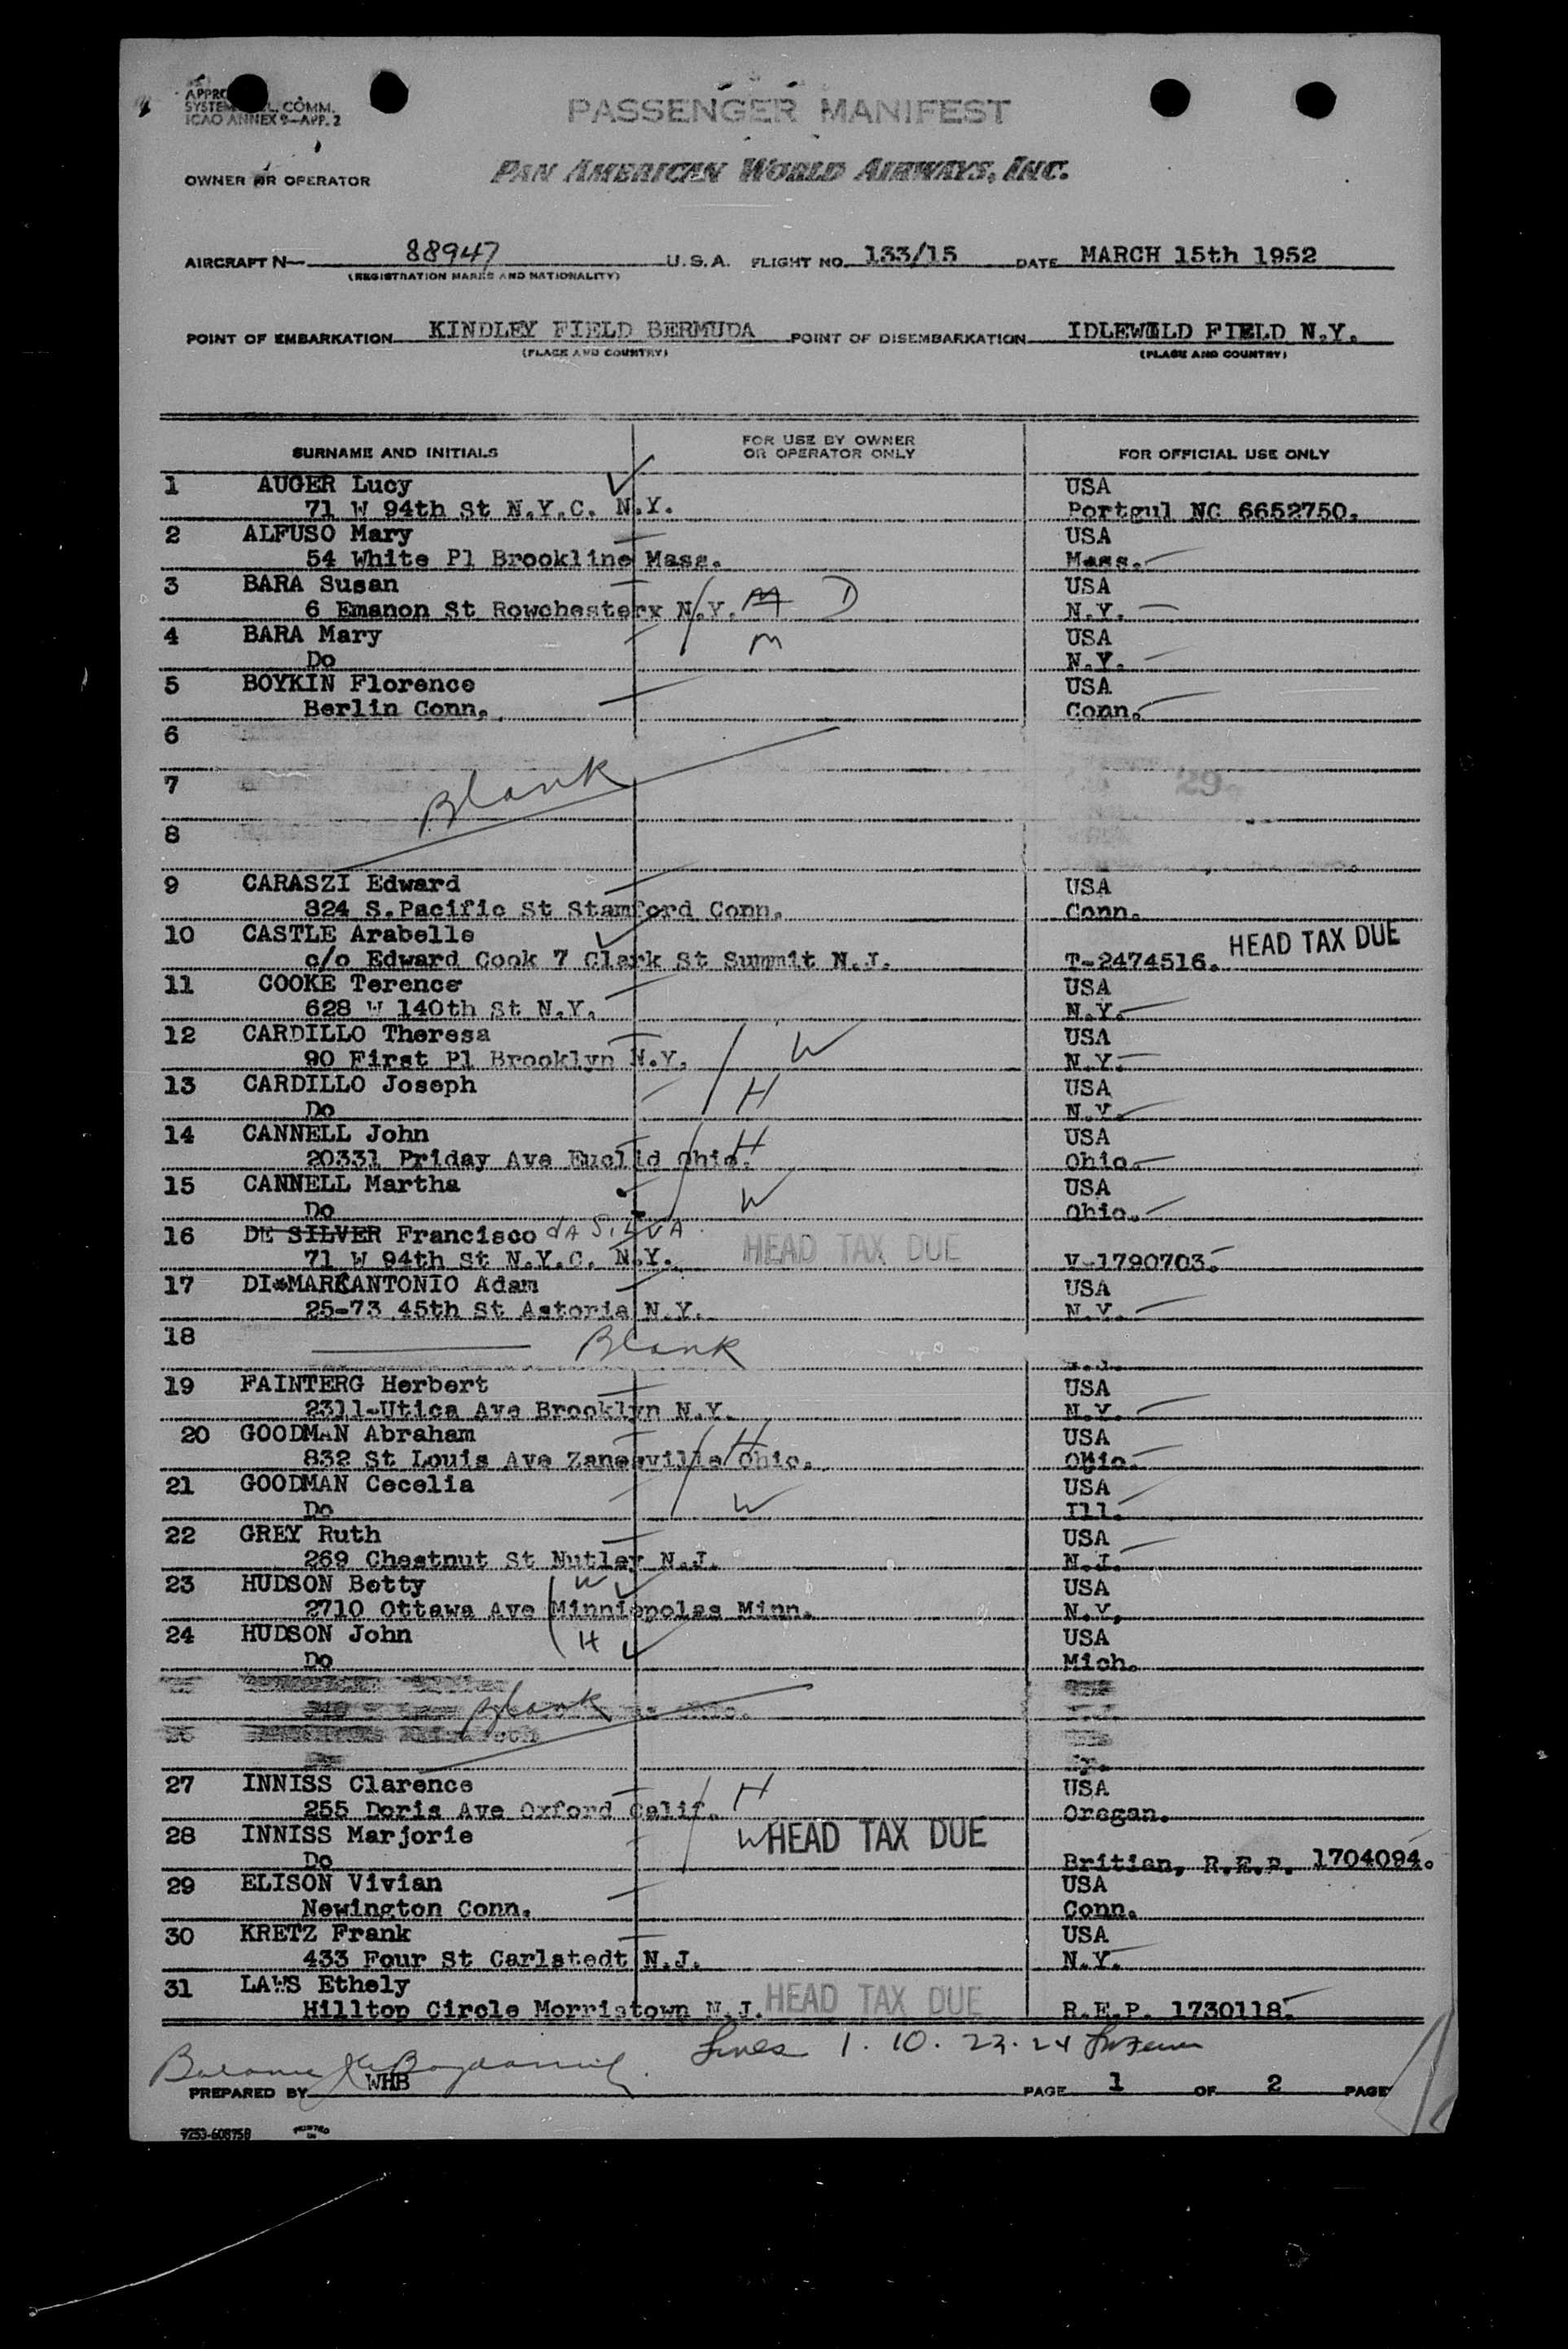 SYSTEM COMM.
ICAO ANNEX 9—APP. 2
PASSENGER MANIFEST
OWNER OR OPERATOR
PAN AMERICAN WORLD AIRWAYS, INC.
AIRCRAFT N— 88947 U.S.A. FLIGHT NO. 133/15 DATE MARCH 15th 1952
(REGISTRATION MARKS AND NATIONALITY)
POINT OF EMBARKATION KINDLEY FIELD BERMUDA POINT OF DISEMBARKATION IDLEWILD FIELD N.Y.
(PLACE AND COUNTRY) (PLACE AND COUNTRY)
SURNAME AND INITIALS FOR USE BY OWNER OR OPERATOR ONLY FOR OFFICIAL USE ONLY
1 AUGER Lucy USA
71 W 94th St N.Y.C. N.Y. Portgul NC 6652750.
2 ALFUSO Mary USA
54 White Pl Brookline Mass. Mass.
3 BARA Susan USA
6 Emanon St Rowchesterx N.Y. M D N.Y.
4 BARA Mary M USA
Do N.Y.
5 BOYKIN Florence USA
Berlin Conn. Conn.
6
7 Blank 29.
8
9 CARASZI Edward USA
824 S.Pacific St Stamford Conn. Conn.
10 CASTLE Arabelle HEAD TAX DUE
c/o Edward Cook 7 Clark St Summit N.J. T-2474516.
11 COOKE Terence USA
628 W 140th St N.Y. N.Y.
12 CARDILLO Theresa W USA
90 First Pl Brooklyn N.Y. N.Y.
13 CARDILLO Joseph H USA
Do N.Y.
14 CANNELL John H USA
20331 Priday Ave Euclid Ohio. Ohio.
15 CANNELL Martha W USA
Do Ohio.
16 DE SILVER Francisco dA SILVA
71 W 94th St N.Y.C. N.Y. HEAD TAX DUE V-1790703.
17 DI MARCANTONIO Adam USA
25-73 45th St Astoria N.Y. N.Y.
18 Blank
19 FAINTERG Herbert USA
2311-Utica Ave Brooklyn N.Y. N.Y.
20 GOODMAN Abraham H USA
832 St Louis Ave Zanesville Ohio. Ohio.
21 GOODMAN Cecelia W USA
Do Ill.
22 GREY Ruth USA
269 Chestnut St Nutley N.J. N.J.
23 HUDSON Betty W USA
2710 Ottawa Ave Minniepolas Minn. N.Y.
24 HUDSON John H USA
Do Mich.
Blank
26
27 INNISS Clarence H USA
255 Doris Ave Oxford Calif. Oregan.
28 INNISS Marjorie W HEAD TAX DUE
Do Britian, R.E.P. 1704094.
29 ELISON Vivian USA
Newington Conn. Conn.
30 KRETZ Frank USA
433 Four St Carlstedt N.J. N.Y.
31 LAWS Ethely
Hilltop Circle Morristown N.J. HEAD TAX DUE R.E.P. 1730118.
Lines 1. 10. 23. 24
PREPARED BY WHB PAGE 1 OF 2 PAGE
9253-608758 PRINTED